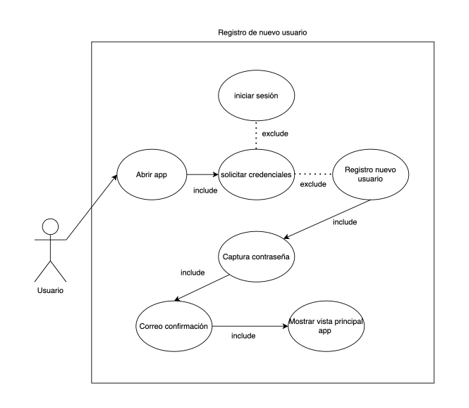 Registro de nuevo usuario
iniciar sesión
exclude
Abrir app
include
solicitar credenciales
exclude
Registro nuevo
usuario
include
Usuario
Captura contraseña
include
Correo confirmación
include
Mostrar vista principal
app